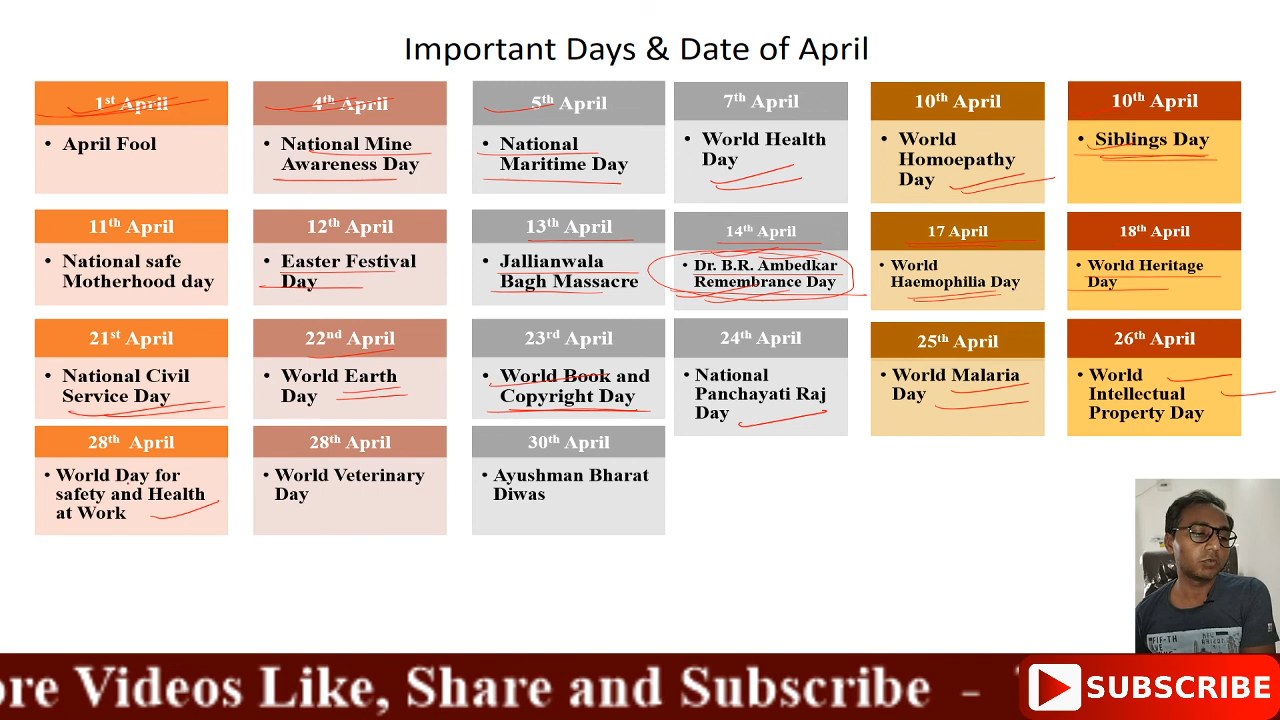 Important Days & Date of April
1st April
April Fool
4th April
National Mine
Awareness Day
5th April
National
Maritime Day
7th April
World Health
Day
10th April
World
Homoepathy
Day
10th April
Siblings Day
11th April
National safe
Motherhood day
12th April
Easter Festival
Day
13th April
Jallianwala
Bagh Massacre
14th April
Dr. B.R. Ambedkar
Remembrance Day
17 April
World
Haemophilia Day
18th April
World Heritage
Day
21st April
National Civil
Service Day
22nd April
World Earth
Day
23rd April
World Book and
Copyright Day
24th April
National
Panchayati Raj
Day
25th April
World Malaria
Day
26th April
World
Intellectual
Property Day
28th April
World Day for
safety and Health
at Work
28th April
World Veterinary
Day
30th April
Ayushman Bharat
Diwas
ore Videos Like, Share and Subscribe -
SUBSCRIBE